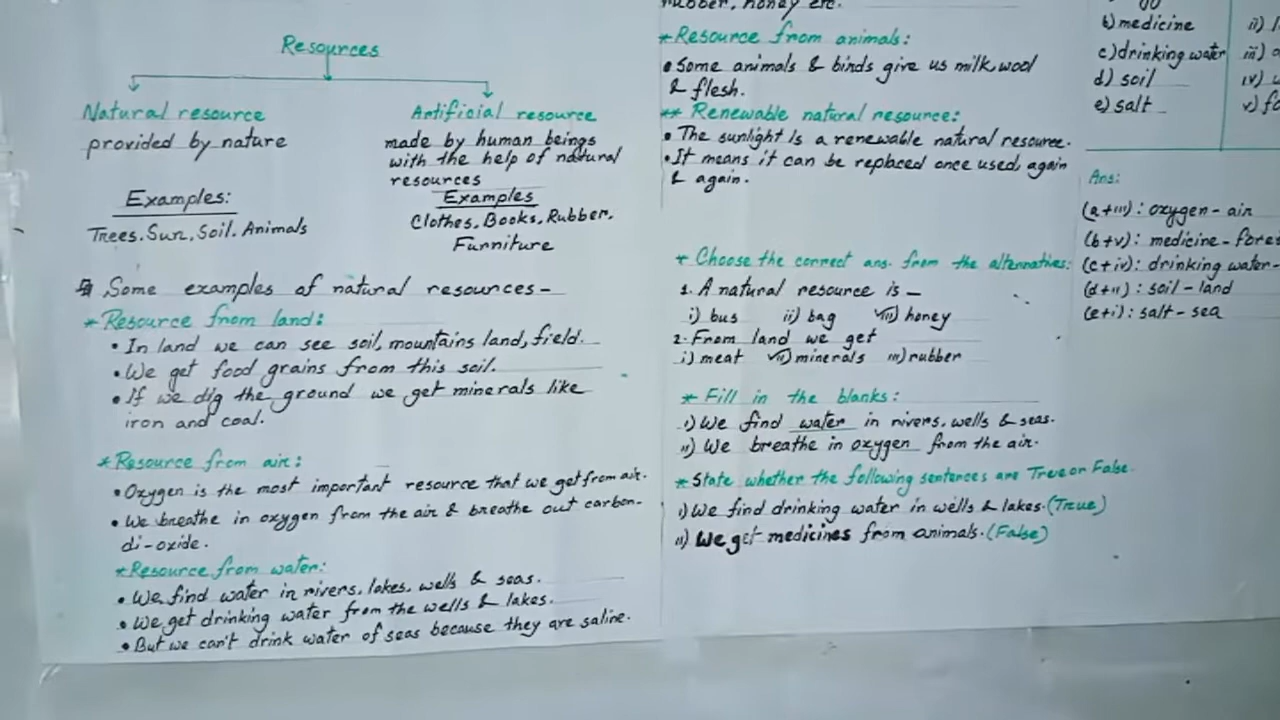 Resources
Natural resource
provided by nature
Examples:
Trees, Sun, Soil, Animals
Artificial resource
made by human beings
with the help of natural
resources
Examples
Clothes, Books, Rubber,
Furniture
Some examples of natural resources-
* Resource from land:
• In land we can see soil, mountains land, field.
• We get food grains from this soil.
• If we dig the ground we get minerals like
iron and coal.
* Resource from air:
• Oxygen is the most important resource that we get from air.
• We breathe in oxygen from the air & breathe out carbon-
di-oxide.
* Resource from water:
• We find water in rivers, lakes, wells & seas.
• We get drinking water from the wells & lakes.
• But we can't drink water of seas because they are saline.
rubber, honey etc.
* Resource from animals:
• Some animals & birds give us milk, wool
& flesh.
** Renewable natural resource:
• The sunlight is a renewable natural resource.
• It means it can be replaced once used, again
& again.
* Choose the correct ans. from the alternatives:
1. A natural resource is —
i) bus ii) bag ✓iii) honey
2. From land we get
i) meat ✓ii) minerals iii) rubber
* Fill in the blanks:
i) We find water in rivers, wells & seas.
ii) We breathe in oxygen from the air.
* State whether the following sentences are True or False.
i) We find drinking water in wells & lakes. (True)
ii) We get medicines from animals. (False)
b) medicine ii)
c) drinking water iii)
d) soil iv)
e) salt v)
Ans:
(a+iii): oxygen - air
(b+v): medicine -
(c+iv): drinking water -
(d+ii): soil - land
(e+i): salt - sea